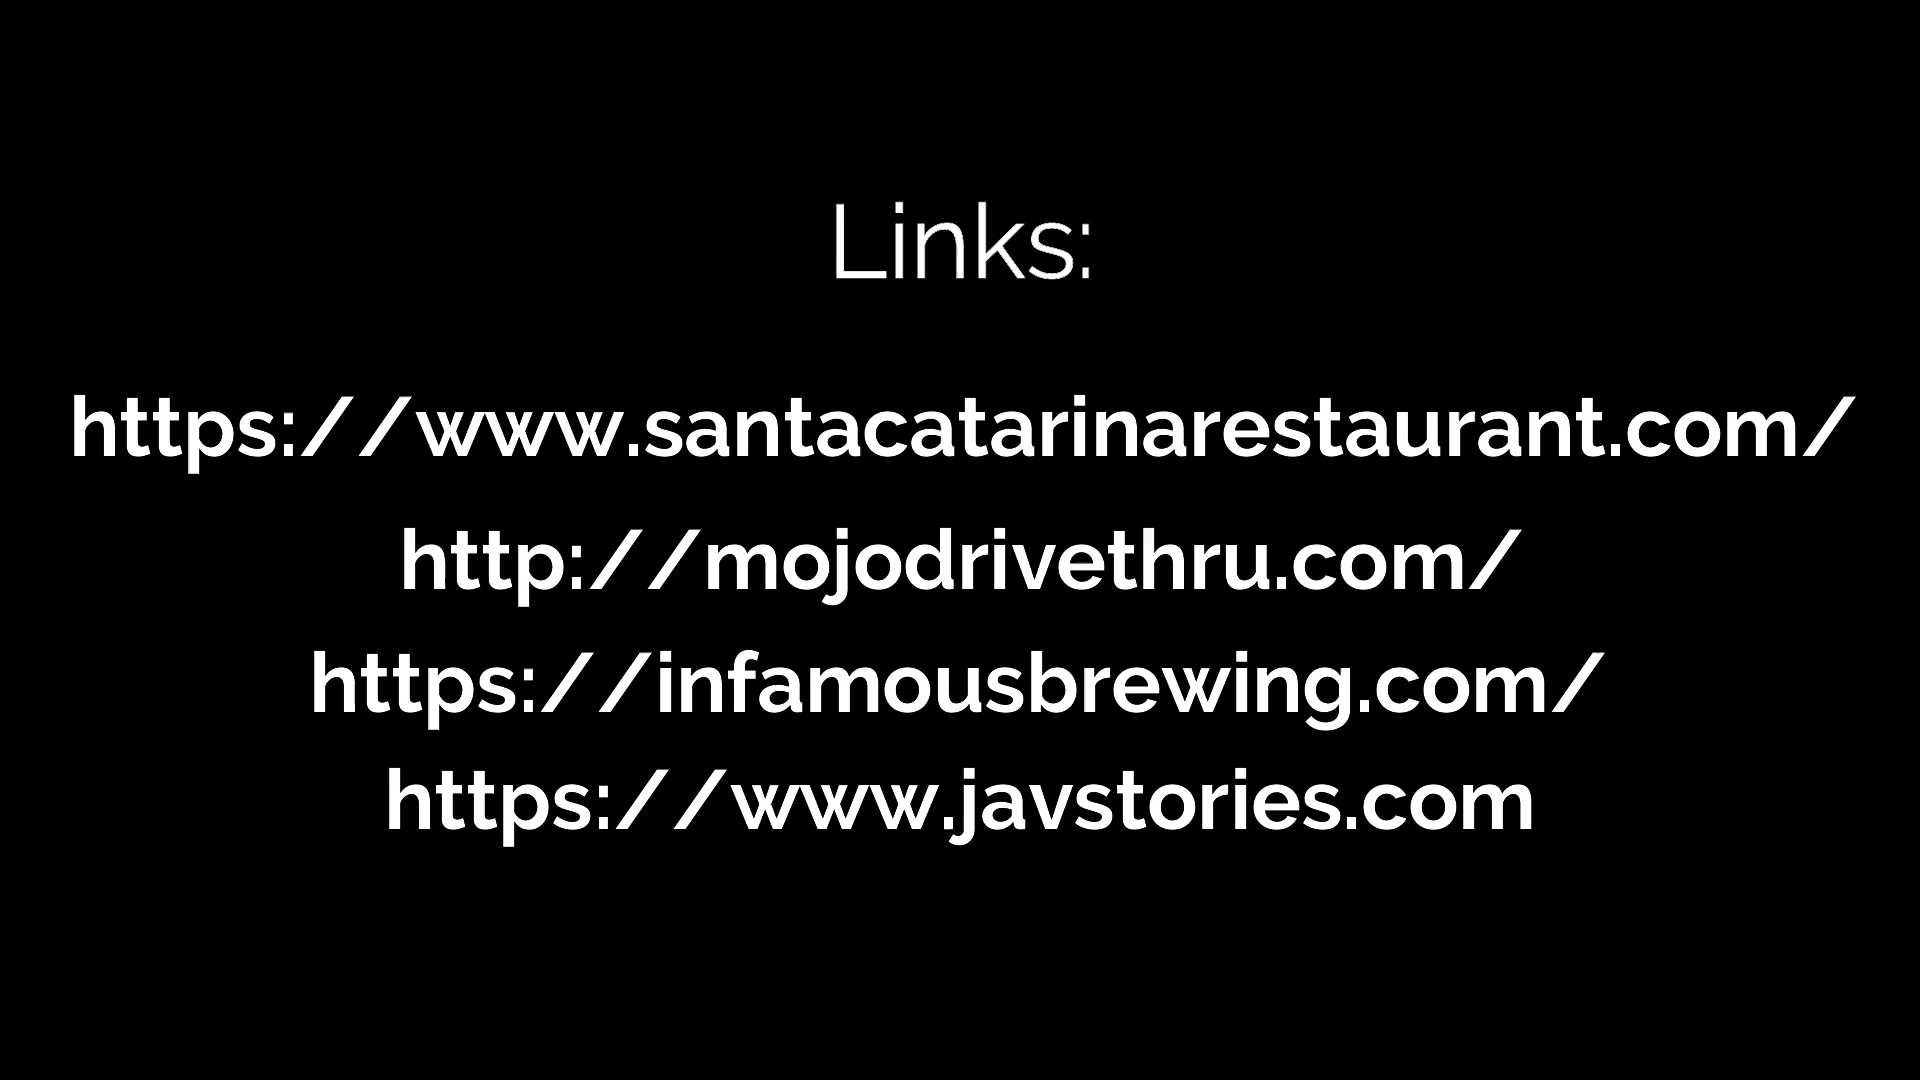 Links:
https://www.santacatarinarestaurant.com/
http://mojodrivethru.com/
https://infamousbrewing.com/
https://www.javstories.com